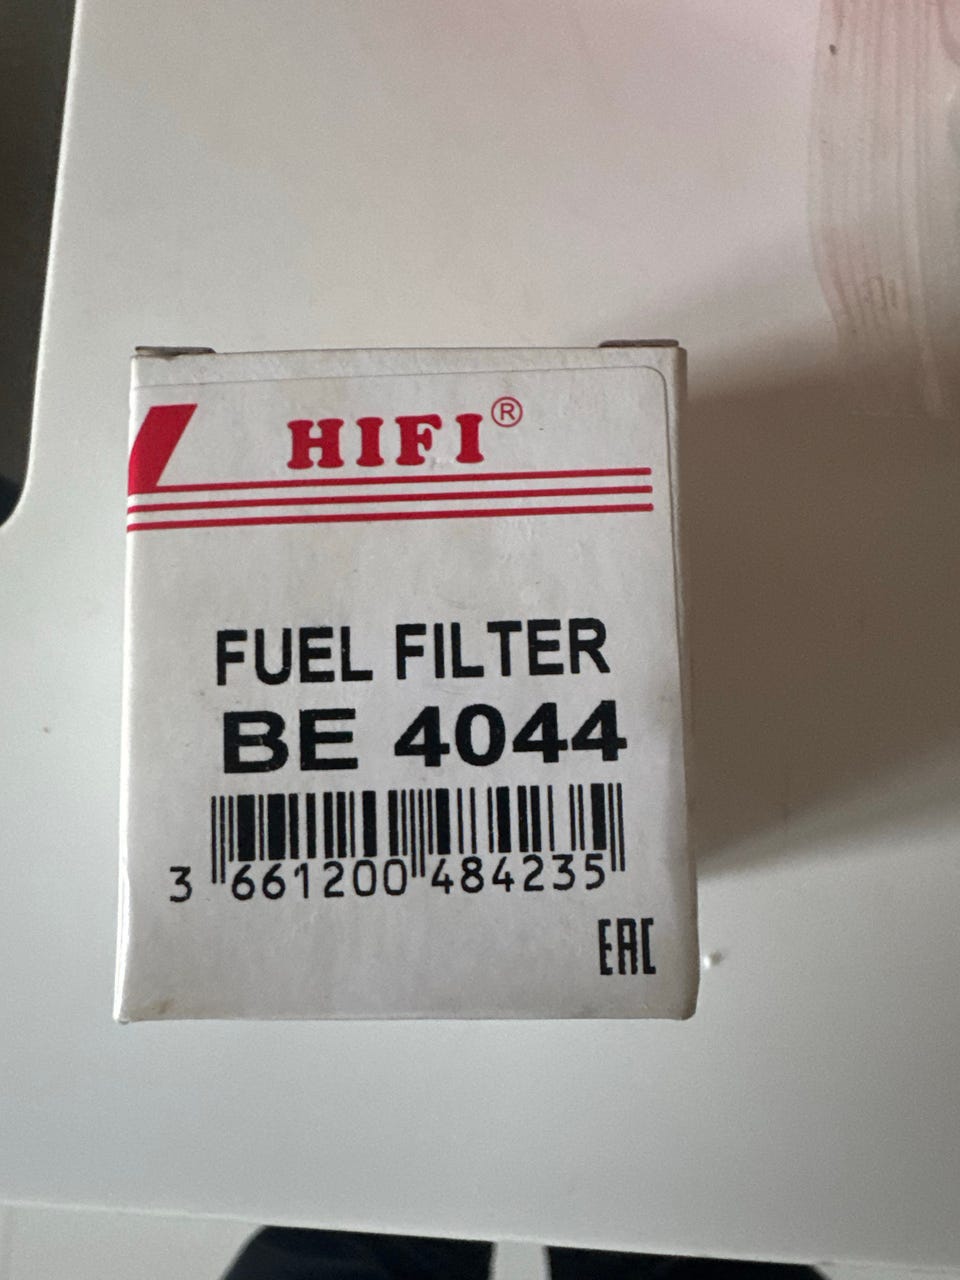 HIFI®
FUEL FILTER
BE 4044
3 661200 484235
EAC